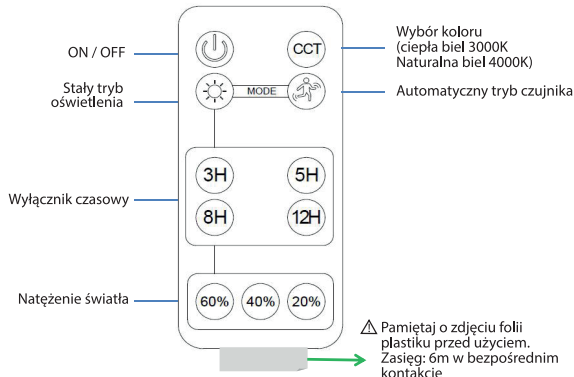 ON / OFF
CCT
Wybór koloru
(ciepła biel 3000K
Naturalna biel 4000K)
Stały tryb
oświetlenia
MODE
Automatyczny tryb czujnika
Wyłącznik czasowy
3H
5H
8H
12H
Natężenie światła
60%
40%
20%
⚠ Pamiętaj o zdjęciu folii
plastiku przed użyciem.
Zasięg: 6m w bezpośrednim
kontakcie